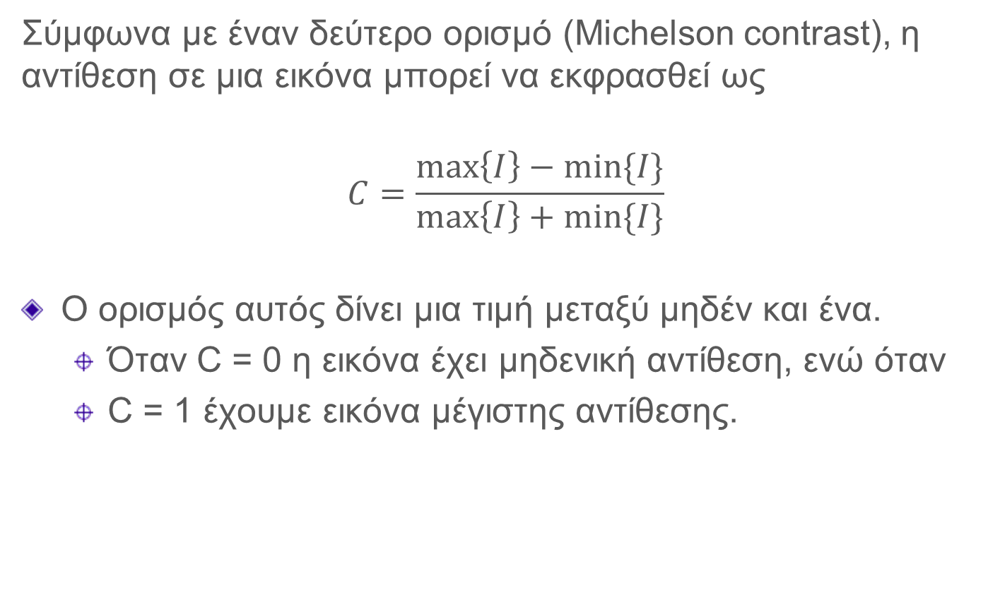 Σύμφωνα με έναν δεύτερο ορισμό (Michelson contrast), η
αντίθεση σε μια εικόνα μπορεί να εκφρασθεί ως
C = (max{I} − min{I}) / (max{I} + min{I})
Ο ορισμός αυτός δίνει μια τιμή μεταξύ μηδέν και ένα.
Όταν C = 0 η εικόνα έχει μηδενική αντίθεση, ενώ όταν
C = 1 έχουμε εικόνα μέγιστης αντίθεσης.